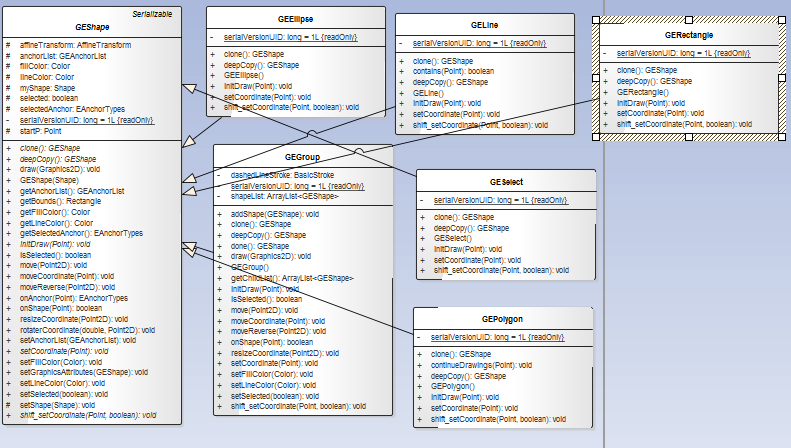 Serializable
GEShape
# affineTransform: AffineTransform
# anchorList: GEAnchorList
# fillColor: Color
# lineColor: Color
# myShape: Shape
# selected: boolean
# selectedAnchor: EAnchorTypes
- serialVersionUID: long = 1L {readOnly}
# startP: Point
+ clone(): GEShape
+ deepCopy(): GEShape
+ draw(Graphics2D): void
+ GEShape(Shape)
+ getAnchorList(): GEAnchorList
+ getBounds(): Rectangle
+ getFillColor(): Color
+ getLineColor(): Color
+ getSelectedAnchor(): EAnchorTypes
+ initDraw(Point): void
+ isSelected(): boolean
+ move(Point2D): void
+ moveCoordinate(Point): void
+ moveReverse(Point2D): void
+ onAnchor(Point): EAnchorTypes
+ onShape(Point): boolean
+ resizeCoordinate(Point2D): void
+ rotaterCoordinate(double, Point2D): void
+ setAnchorList(GEAnchorList): void
+ setCoordinate(Point): void
+ setFillColor(Color): void
+ setGraphicsAttributes(GEShape): void
+ setLineColor(Color): void
+ setSelected(boolean): void
# setShape(Shape): void
+ shift_setCoordinate(Point, boolean): void
GEEllipse
- serialVersionUID: long = 1L {readOnly}
+ clone(): GEShape
+ deepCopy(): GEShape
+ GEEllipse()
+ initDraw(Point): void
+ setCoordinate(Point): void
+ shift_setCoordinate(Point, boolean): void
GELine
- serialVersionUID: long = 1L {readOnly}
+ clone(): GEShape
+ contains(Point): boolean
+ deepCopy(): GEShape
+ GELine()
+ initDraw(Point): void
+ setCoordinate(Point): void
+ shift_setCoordinate(Point, boolean): void
GERectangle
- serialVersionUID: long = 1L {readOnly}
+ clone(): GEShape
+ deepCopy(): GEShape
+ GERectangle()
+ initDraw(Point): void
+ setCoordinate(Point): void
+ shift_setCoordinate(Point, boolean): void
GEGroup
- dashedLineStroke: BasicStroke
- serialVersionUID: long = 1L {readOnly}
- shapeList: ArrayList<GEShape>
+ addShape(GEShape): void
+ clone(): GEShape
+ deepCopy(): GEShape
+ done(): GEShape
+ draw(Graphics2D): void
+ GEGroup()
+ getChildList(): ArrayList<GEShape>
+ initDraw(Point): void
+ isSelected(): boolean
+ move(Point2D): void
+ moveCoordinate(Point): void
+ moveReverse(Point2D): void
+ onShape(Point): boolean
+ resizeCoordinate(Point2D): void
+ setCoordinate(Point): void
+ setFillColor(Color): void
+ setLineColor(Color): void
+ setSelected(boolean): void
+ shift_setCoordinate(Point, boolean): void
GESelect
- serialVersionUID: long = 1L {readOnly}
+ clone(): GEShape
+ deepCopy(): GEShape
+ GESelect()
+ initDraw(Point): void
+ setCoordinate(Point): void
+ shift_setCoordinate(Point, boolean): void
GEPolygon
- serialVersionUID: long = 1L {readOnly}
+ clone(): GEShape
+ continueDrawings(Point): void
+ deepCopy(): GEShape
+ GEPolygon()
+ initDraw(Point): void
+ setCoordinate(Point): void
+ shift_setCoordinate(Point, boolean): void